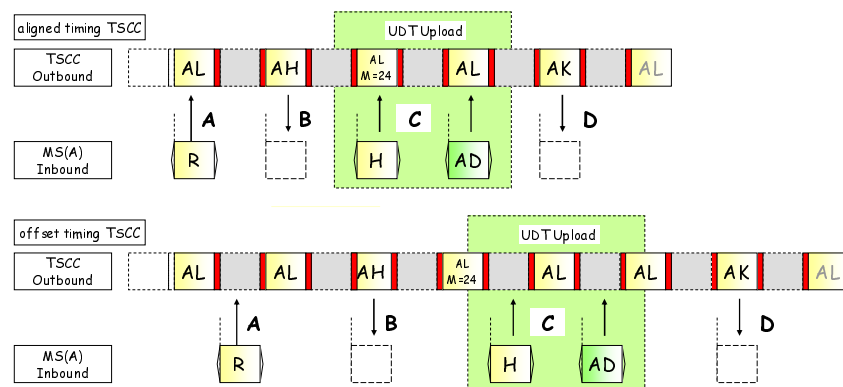 aligned timing TSCC
UDT Upload
TSCC
Outbound
AL
AH
AL
M=24
AL
AK
AL
A
B
C
D
MS(A)
Inbound
R
H
AD
offset timing TSCC
UDT Upload
TSCC
Outbound
AL
AL
AH
AL
M=24
AL
AL
AK
AL
A
B
C
D
MS(A)
Inbound
R
H
AD